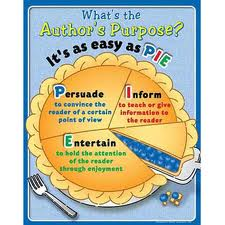 What's the
Author's Purpose?
It's as easy as PIE
Persuade
to convince
the reader of a certain
point of view
Inform
to teach or give
information to
the reader
Entertain
to hold the attention
of the reader
through enjoyment